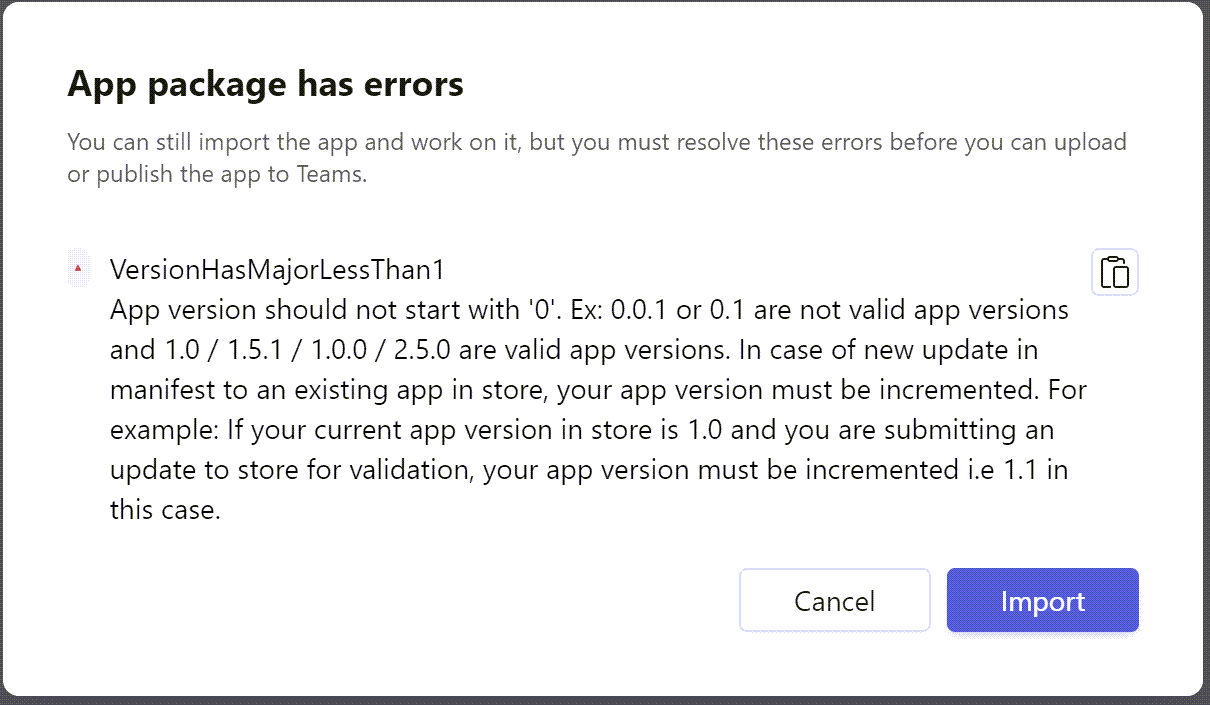 App package has errors
You can still import the app and work on it, but you must resolve these errors before you can upload
or publish the app to Teams.
VersionHasMajorLessThan1
App version should not start with '0'. Ex: 0.0.1 or 0.1 are not valid app versions
and 1.0 / 1.5.1 / 1.0.0 / 2.5.0 are valid app versions. In case of new update in
manifest to an existing app in store, your app version must be incremented. For
example: If your current app version in store is 1.0 and you are submitting an
update to store for validation, your app version must be incremented i.e 1.1 in
this case.
Cancel
Import